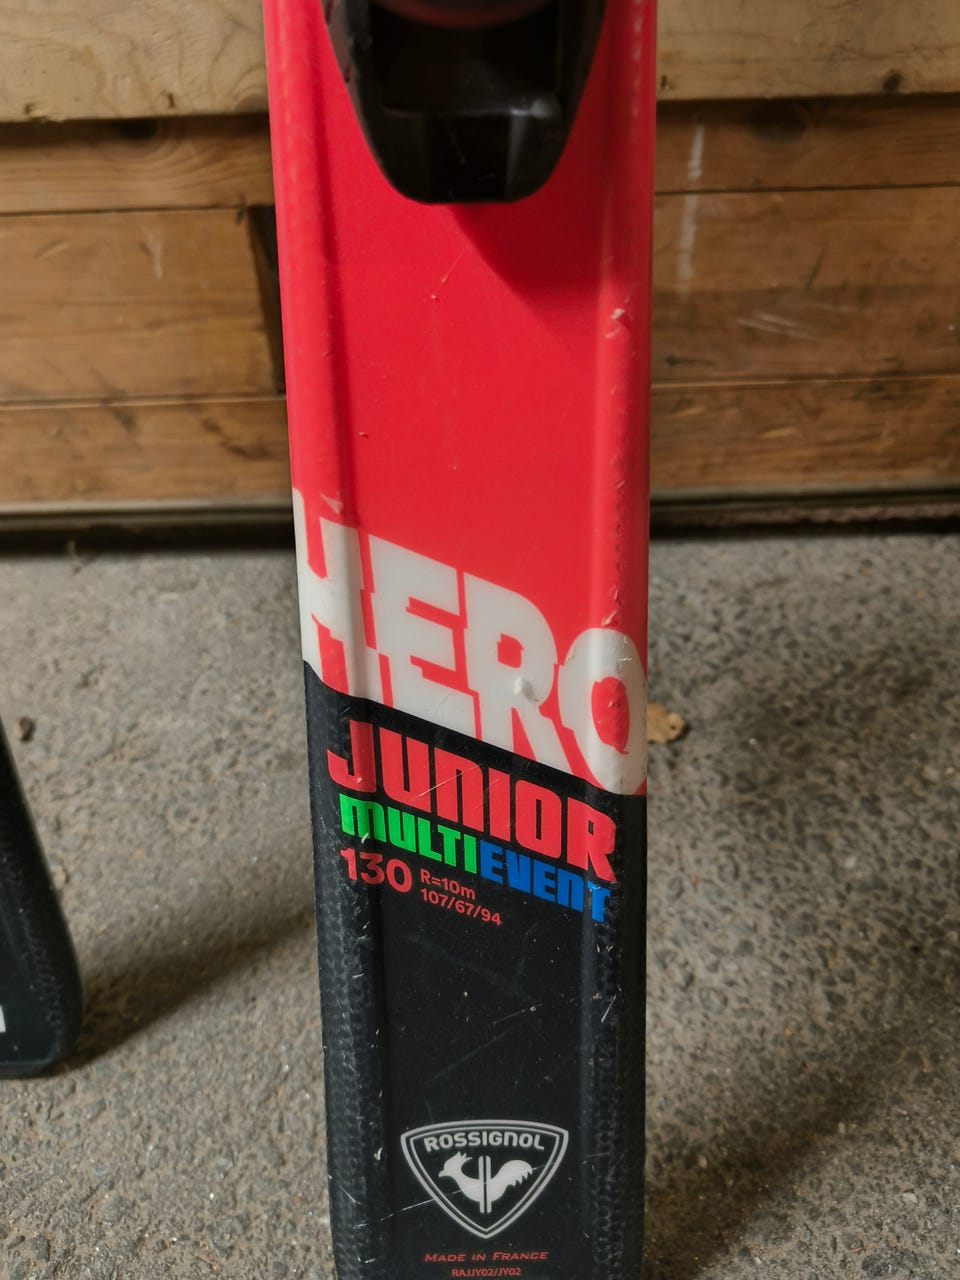 HERO
JUNIOR
MULTIEVENT
130 R=10m
107/67/94
ROSSIGNOL
MADE IN FRANCE
RAJJY02/JY02